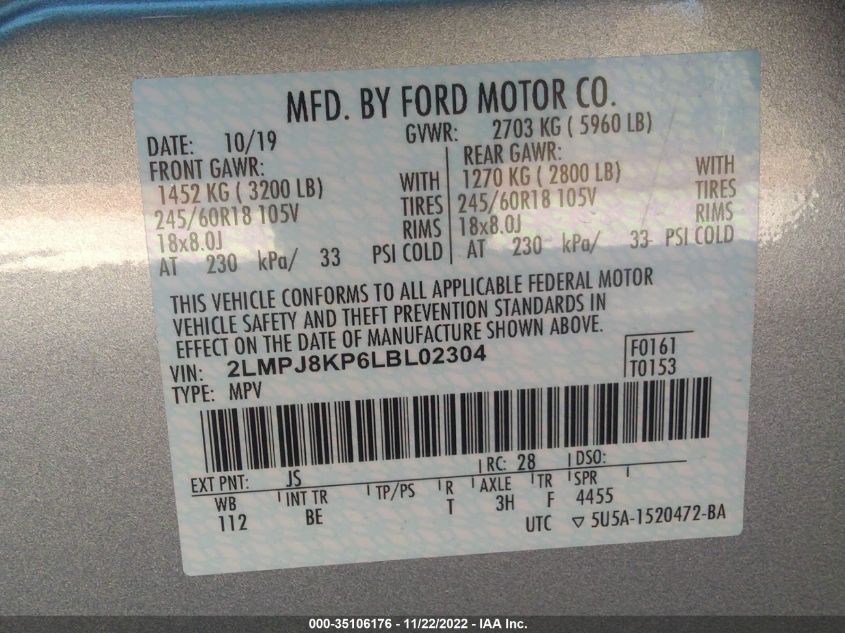 MFD. BY FORD MOTOR CO.
DATE: 10/19 GVWR: 2703 KG ( 5960 LB)
FRONT GAWR:
1452 KG ( 3200 LB) WITH
245/60R18 105V TIRES
18x8.0J RIMS
AT 230 kPa/ 33 PSI COLD
REAR GAWR:
1270 KG ( 2800 LB) WITH
245/60R18 105V TIRES
18x8.0J RIMS
AT 230 kPa/ 33 PSI COLD
THIS VEHICLE CONFORMS TO ALL APPLICABLE FEDERAL MOTOR
VEHICLE SAFETY AND THEFT PREVENTION STANDARDS IN
EFFECT ON THE DATE OF MANUFACTURE SHOWN ABOVE.
VIN: 2LMPJ8KP6LBL02304
TYPE: MPV
F0161
T0153
EXT PNT: JS RC: 28 DSO:
WB INT TR TP/PS R AXLE TR SPR
112 BE T 3H F 4455
UTC ▽ 5U5A-1520472-BA
000-35106176 - 11/22/2022 - IAA Inc.